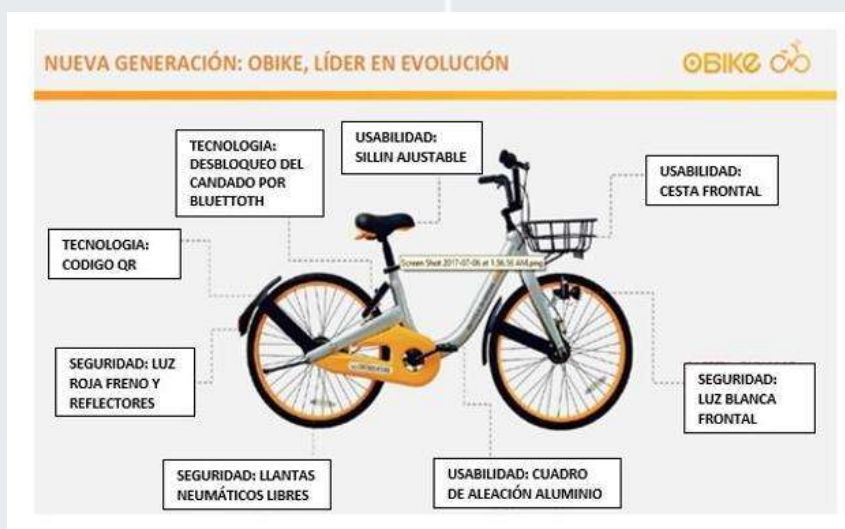 NUEVA GENERACIÓN: OBIKE, LÍDER EN EVOLUCIÓN
OBIKE
TECNOLOGIA:
DESBLOQUEO DEL
CANDADO POR
BLUETTOTH
USABILIDAD:
SILLIN AJUSTABLE
USABILIDAD:
CESTA FRONTAL
TECNOLOGIA:
CODIGO QR
Screen Shot 2017-07-06 at 1.56.56 AM.png
SEGURIDAD: LUZ
ROJA FRENO Y
REFLECTORES
SEGURIDAD:
LUZ BLANCA
FRONTAL
SEGURIDAD: LLANTAS
NEUMÁTICOS LIBRES
USABILIDAD: CUADRO
DE ALEACIÓN ALUMINIO